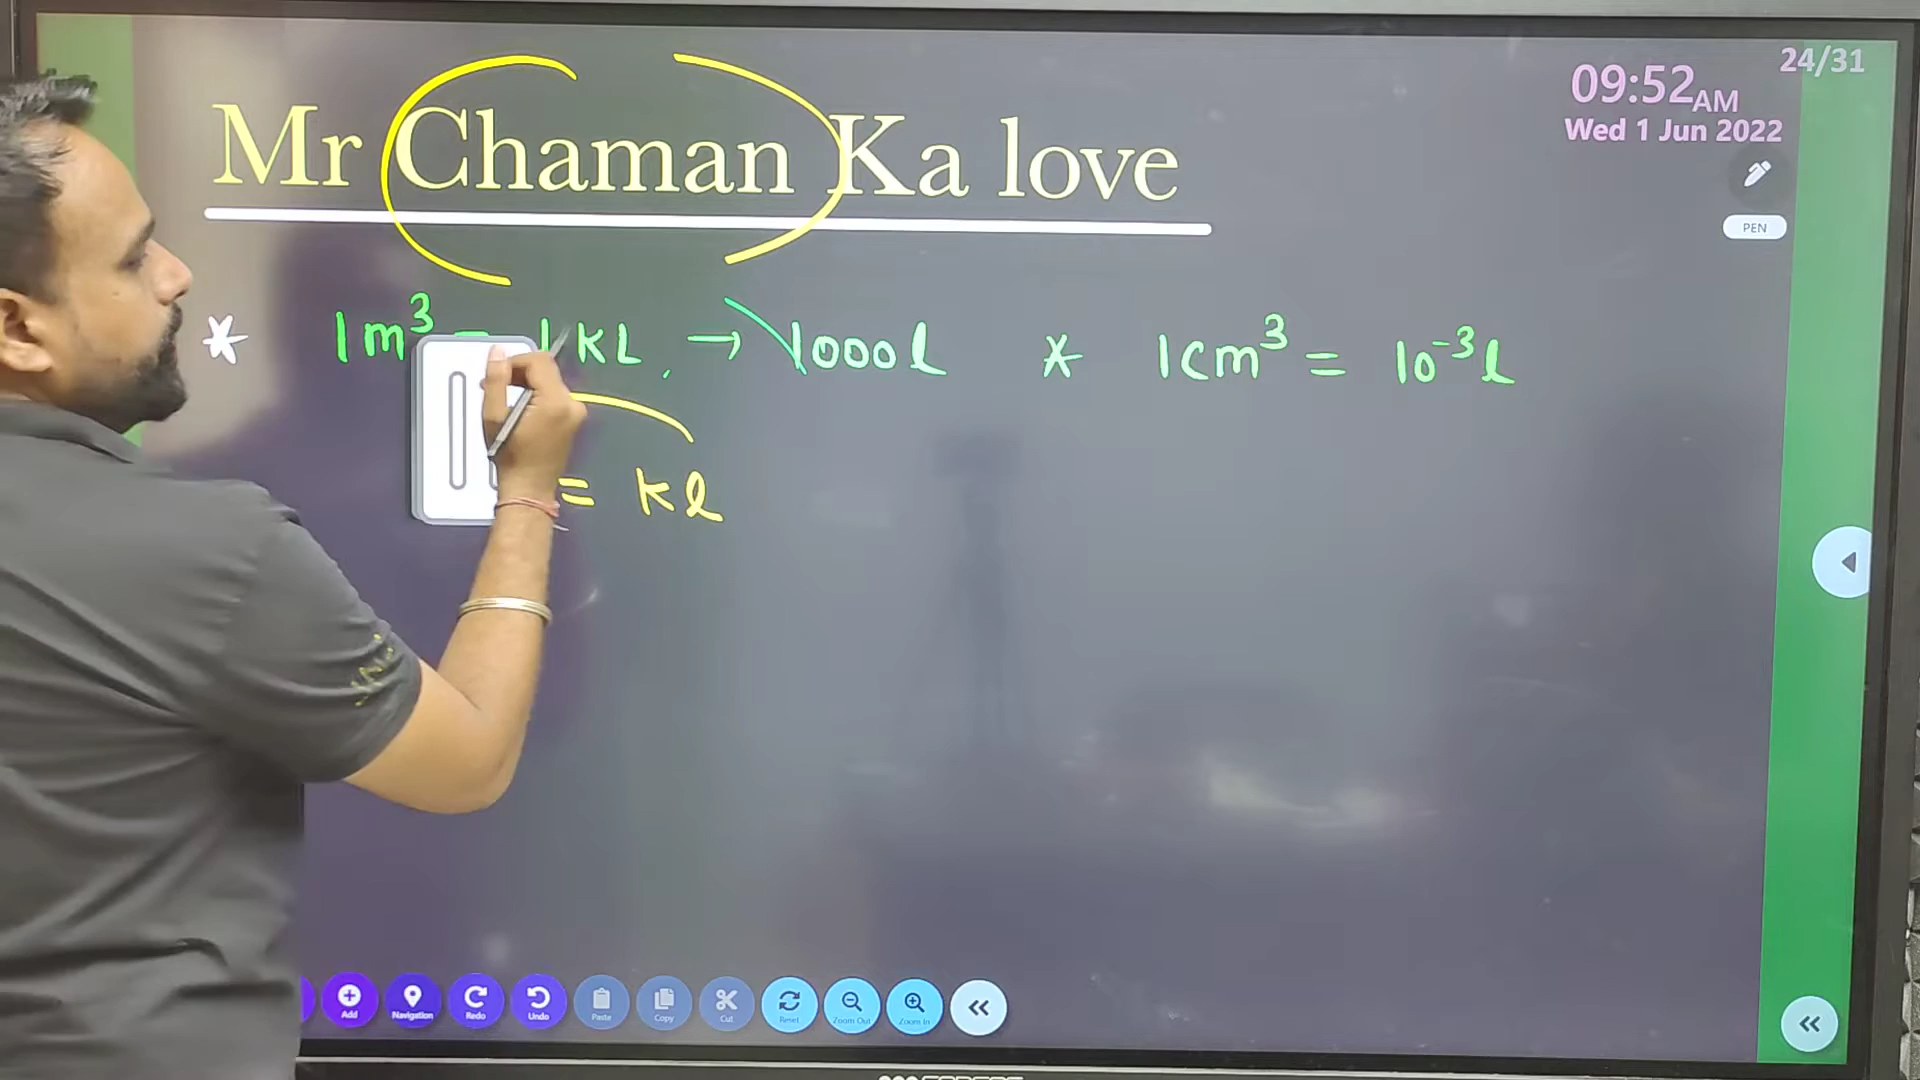 24/31
09:52AM
Wed 1 Jun 2022
Mr Chaman Ka love
PEN
* 1m³ = 1KL, → 1000l * 1cm³ = 10⁻³l
= kl
Add Navigation Redo Undo Paste Copy Cut Reset Zoom Out Zoom In